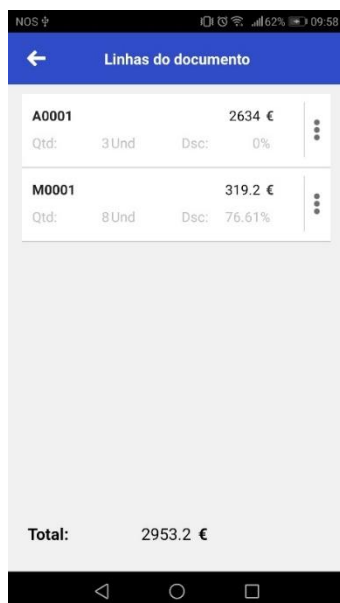 NOS 62% 09:58
Linhas do documento
A0001 2634 €
Qtd: 3 Und Dsc: 0%
M0001 319.2 €
Qtd: 8 Und Dsc: 76.61%
Total: 2953.2 €